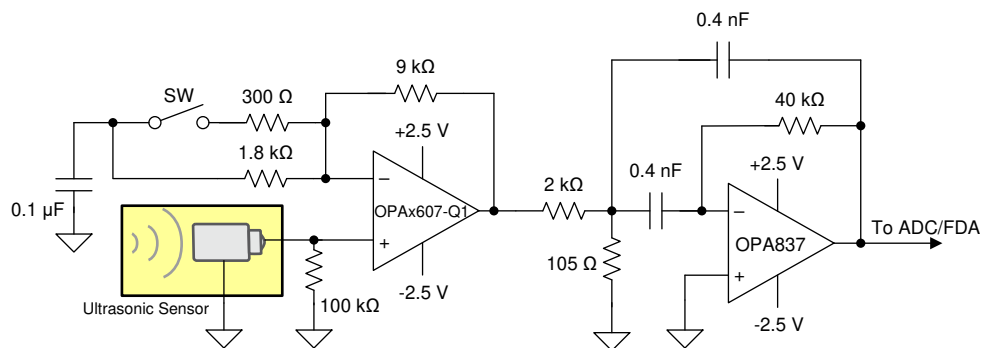 0.4 nF
9 kΩ
SW
300 Ω
40 kΩ
+2.5 V
1.8 kΩ
+2.5 V
0.4 nF
−
2 kΩ
−
0.1 µF
OPAx607-Q1
OPA837
To ADC/FDA
+
105 Ω
+
-2.5 V
100 kΩ
-2.5 V
Ultrasonic Sensor